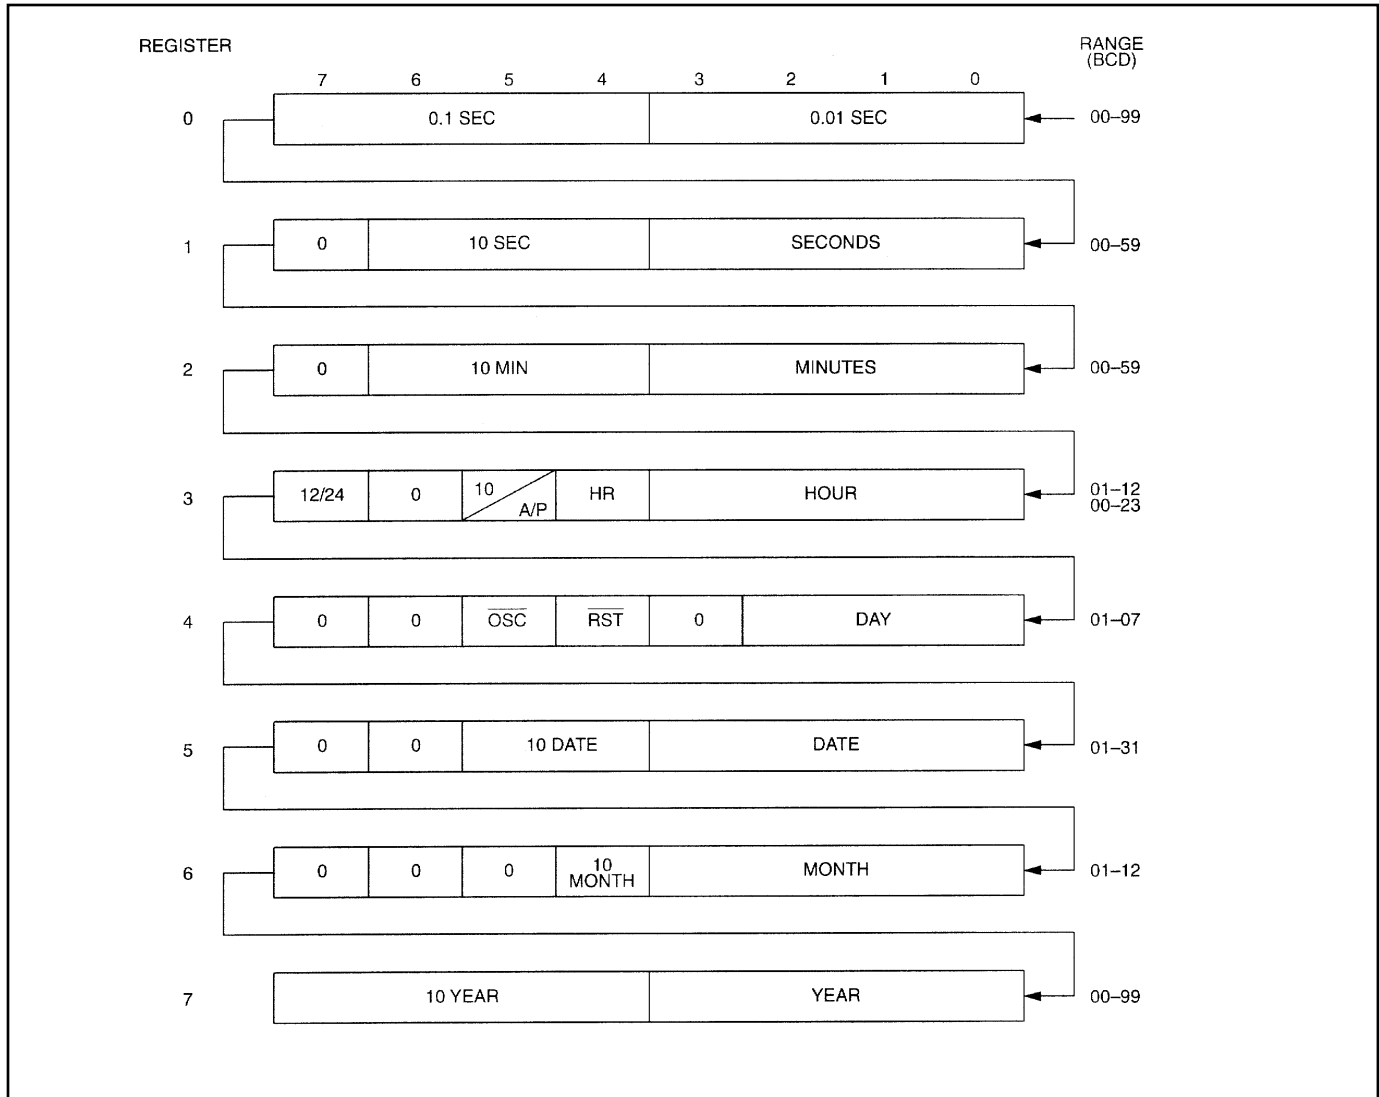 REGISTER
RANGE
(BCD)
7 6 5 4 3 2 1 0
0 0.1 SEC 0.01 SEC 00–99
1 0 10 SEC SECONDS 00–59
2 0 10 MIN MINUTES 00–59
3 12/24 0 10 A/P HR HOUR 01–12
00–23
4 0 0 OSC RST 0 DAY 01–07
5 0 0 10 DATE DATE 01–31
6 0 0 0 10 MONTH MONTH 01–12
7 10 YEAR YEAR 00–99